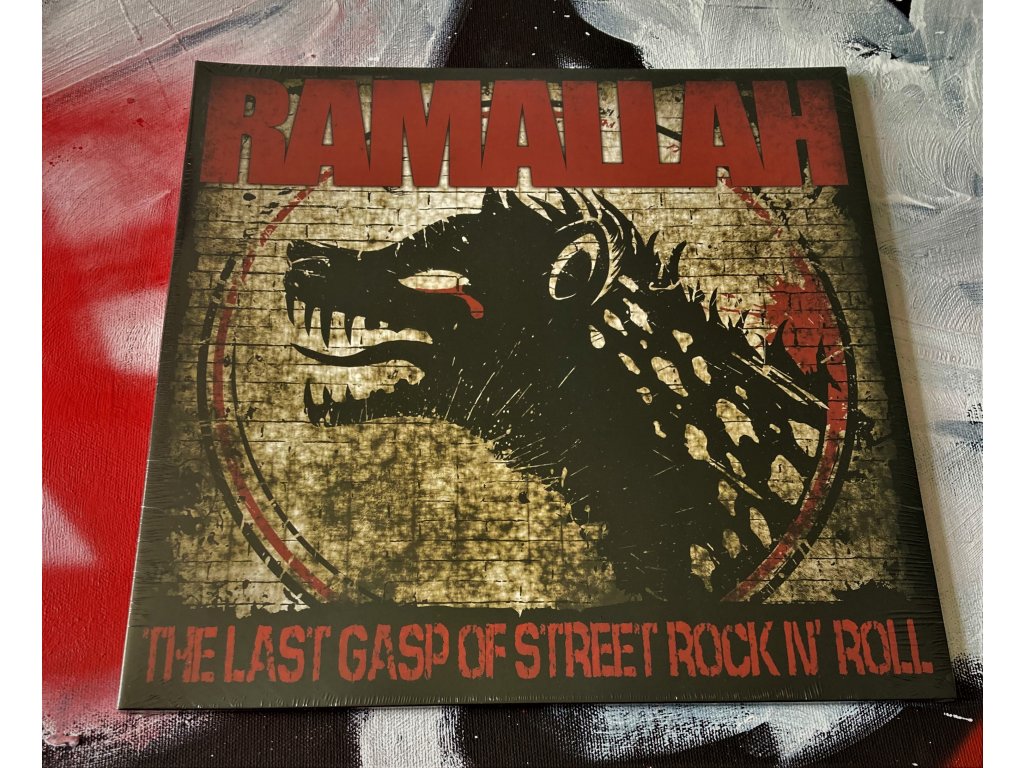 RAMALLAH
THE LAST GASP OF STREET ROCK N' ROLL